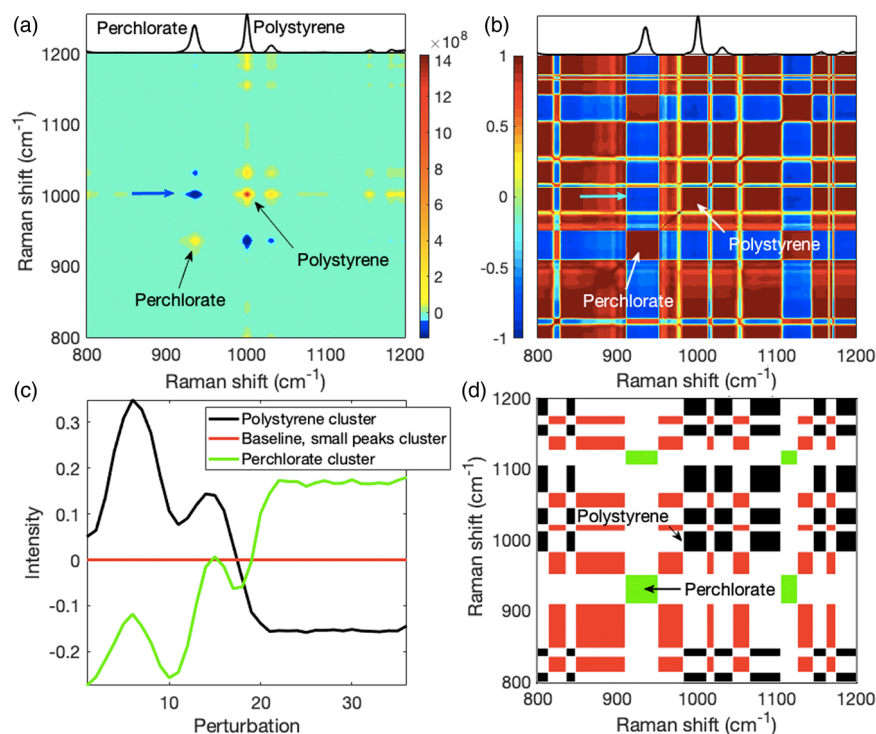 (a)
Perchlorate
Polystyrene
×10⁸
1200
1100
1000
900
800
14
12
10
8
6
4
2
0
Polystyrene
Perchlorate
800 900 1000 1100 1200
Raman shift (cm⁻¹)
Raman shift (cm⁻¹)
(b)
1
0.5
0
-0.5
-1
Polystyrene
Perchlorate
800 900 1000 1100 1200
Raman shift (cm⁻¹)
(c)
0.3
0.2
0.1
0
-0.1
-0.2
Intensity
Polystyrene cluster
Baseline, small peaks cluster
Perchlorate cluster
10 20 30
Perturbation
(d)
1200
1100
1000
900
800
Raman shift (cm⁻¹)
Polystyrene
Perchlorate
800 900 1000 1100 1200
Raman shift (cm⁻¹)